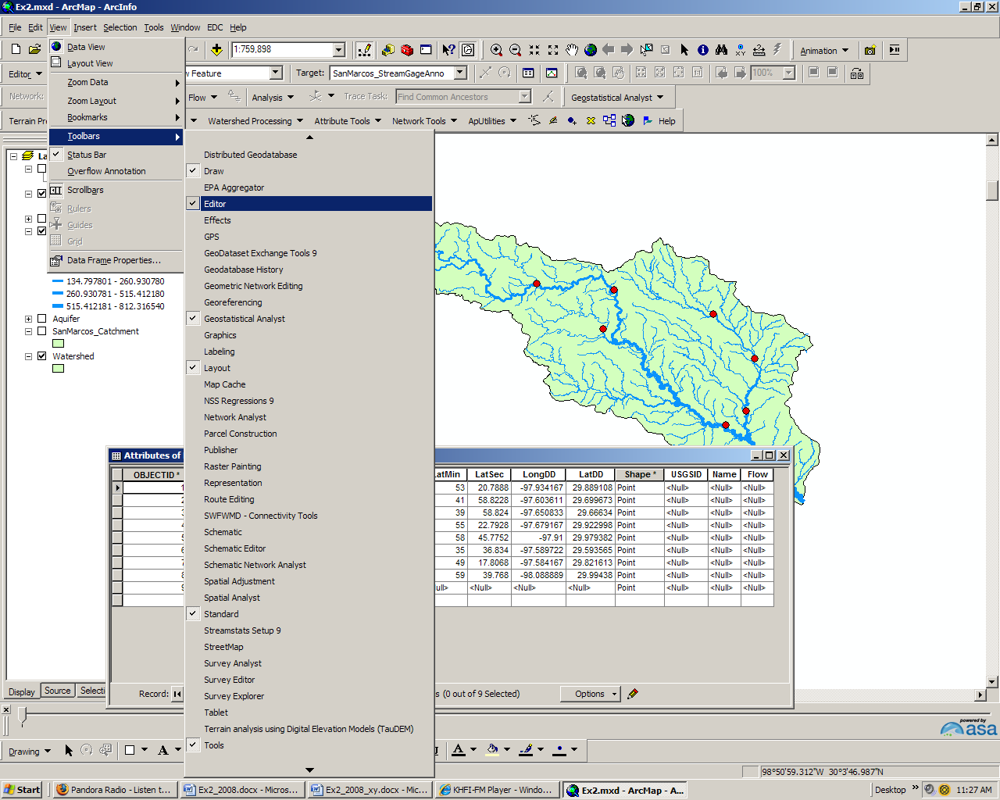 Ex2.mxd - ArcMap - ArcInfo
File Edit View Insert Selection Tools Window EDC Help
1:759,898
Animation
Editor
w Feature
Target: SanMarcos_StreamGageAnno
100%
Network:
Flow
Analysis
Trace Task: Find Common Ancestors
Geostatistical Analyst
Terrain Pr
Watershed Processing
Attribute Tools
Network Tools
ApUtilities
Help
Data View
Layout View
Zoom Data
Zoom Layout
Bookmarks
Toolbars
Status Bar
Overflow Annotation
Scrollbars
Rulers
Guides
Grid
Data Frame Properties...
La
134.797801 - 260.930780
260.930781 - 515.412180
515.412181 - 812.316540
Aquifer
SanMarcos_Catchment
Watershed
Distributed Geodatabase
Draw
EPA Aggregator
Editor
Effects
GPS
GeoDataset Exchange Tools 9
Geodatabase History
Geometric Network Editing
Georeferencing
Geostatistical Analyst
Graphics
Labeling
Layout
Map Cache
NSS Regressions 9
Network Analyst
Parcel Construction
Publisher
Raster Painting
Representation
Route Editing
SWFWMD - Connectivity Tools
Schematic
Schematic Editor
Schematic Network Analyst
Spatial Adjustment
Spatial Analyst
Standard
Streamstats Setup 9
StreetMap
Survey Analyst
Survey Editor
Survey Explorer
Tablet
Terrain analysis using Digital Elevation Models (TauDEM)
Tools
Attributes of
OBJECTID * LatMin LatSec LongDD LatDD Shape * USGSID Name Flow
1 53 20.7888 -97.934167 29.889108 Point <Null> <Null> <Null>
2 41 58.8228 -97.603611 29.699673 Point <Null> <Null> <Null>
3 39 58.824 -97.650833 29.66634 Point <Null> <Null> <Null>
4 55 22.7928 -97.679167 29.922998 Point <Null> <Null> <Null>
5 58 45.7752 -97.91 29.979382 Point <Null> <Null> <Null>
6 35 36.834 -97.589722 29.593565 Point <Null> <Null> <Null>
7 49 17.8068 -97.584167 29.821613 Point <Null> <Null> <Null>
8 59 39.768 -98.088889 29.99438 Point <Null> <Null> <Null>
9 ull> <Null> <Null> <Null> Point <Null> <Null> <Null>
Record:
s (0 out of 9 Selected)
Options
Display Source Selecti
powered by
asa
Drawing
A
U
A
98°50'59.312"W 30°3'46.987"N
Start
Pandora Radio - Listen t...
Ex2_2008.docx - Micros...
Ex2_2008_xy.docx - Mic...
KHFI-FM Player - Windo...
Ex2.mxd - ArcMap - A...
Desktop
11:27 AM